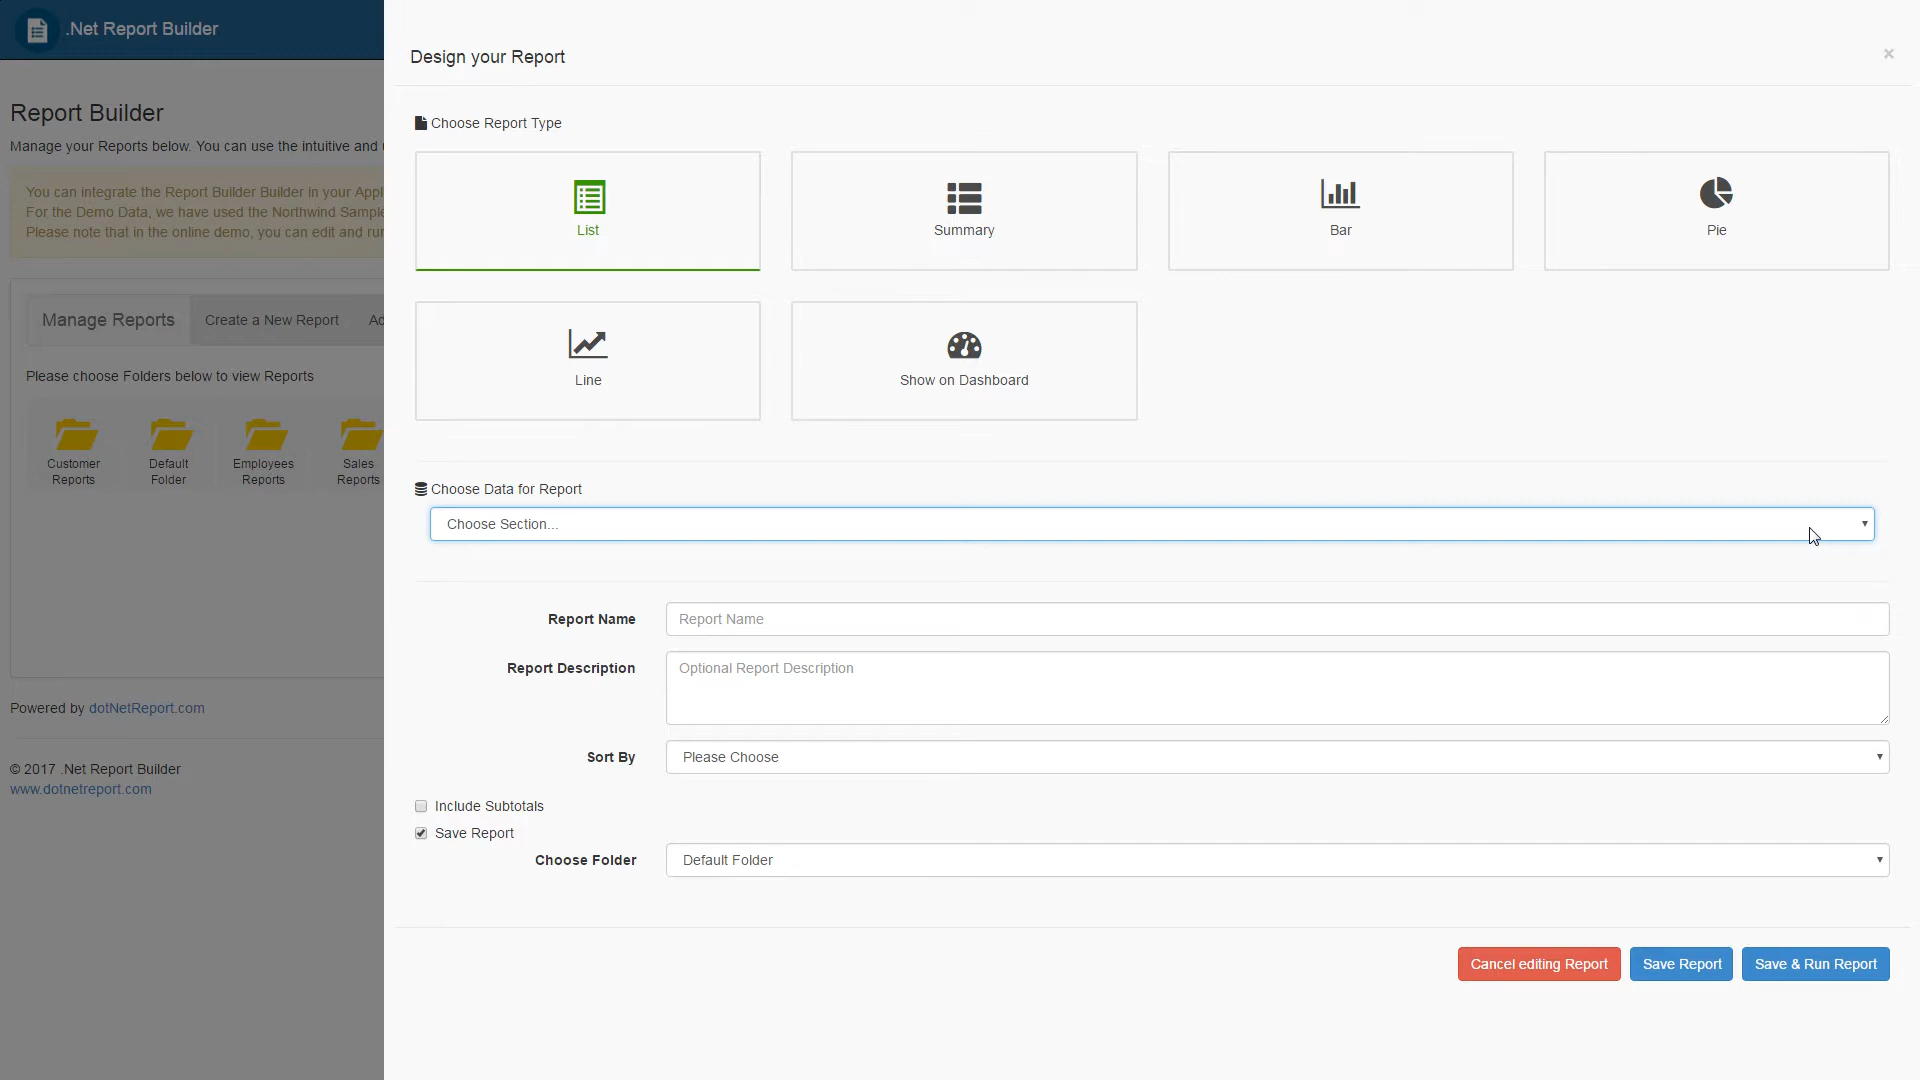 .Net Report Builder
Design your Report
×
Report Builder
Manage your Reports below. You can use the intuitive and
You can integrate the Report Builder Builder in your Appl
For the Demo Data, we have used the Northwind Sample
Please note that in the online demo, you can edit and run
Manage Reports
Create a New Report
Ad
Please choose Folders below to view Reports
Customer
Reports
Default
Folder
Employees
Reports
Sales
Reports
Powered by dotNetReport.com
© 2017 .Net Report Builder
www.dotnetreport.com
Choose Report Type
List
Summary
Bar
Pie
Line
Show on Dashboard
Choose Data for Report
Choose Section...
Report Name
Report Name
Report Description
Optional Report Description
Sort By
Please Choose
Include Subtotals
Save Report
Choose Folder
Default Folder
Cancel editing Report
Save Report
Save & Run Report